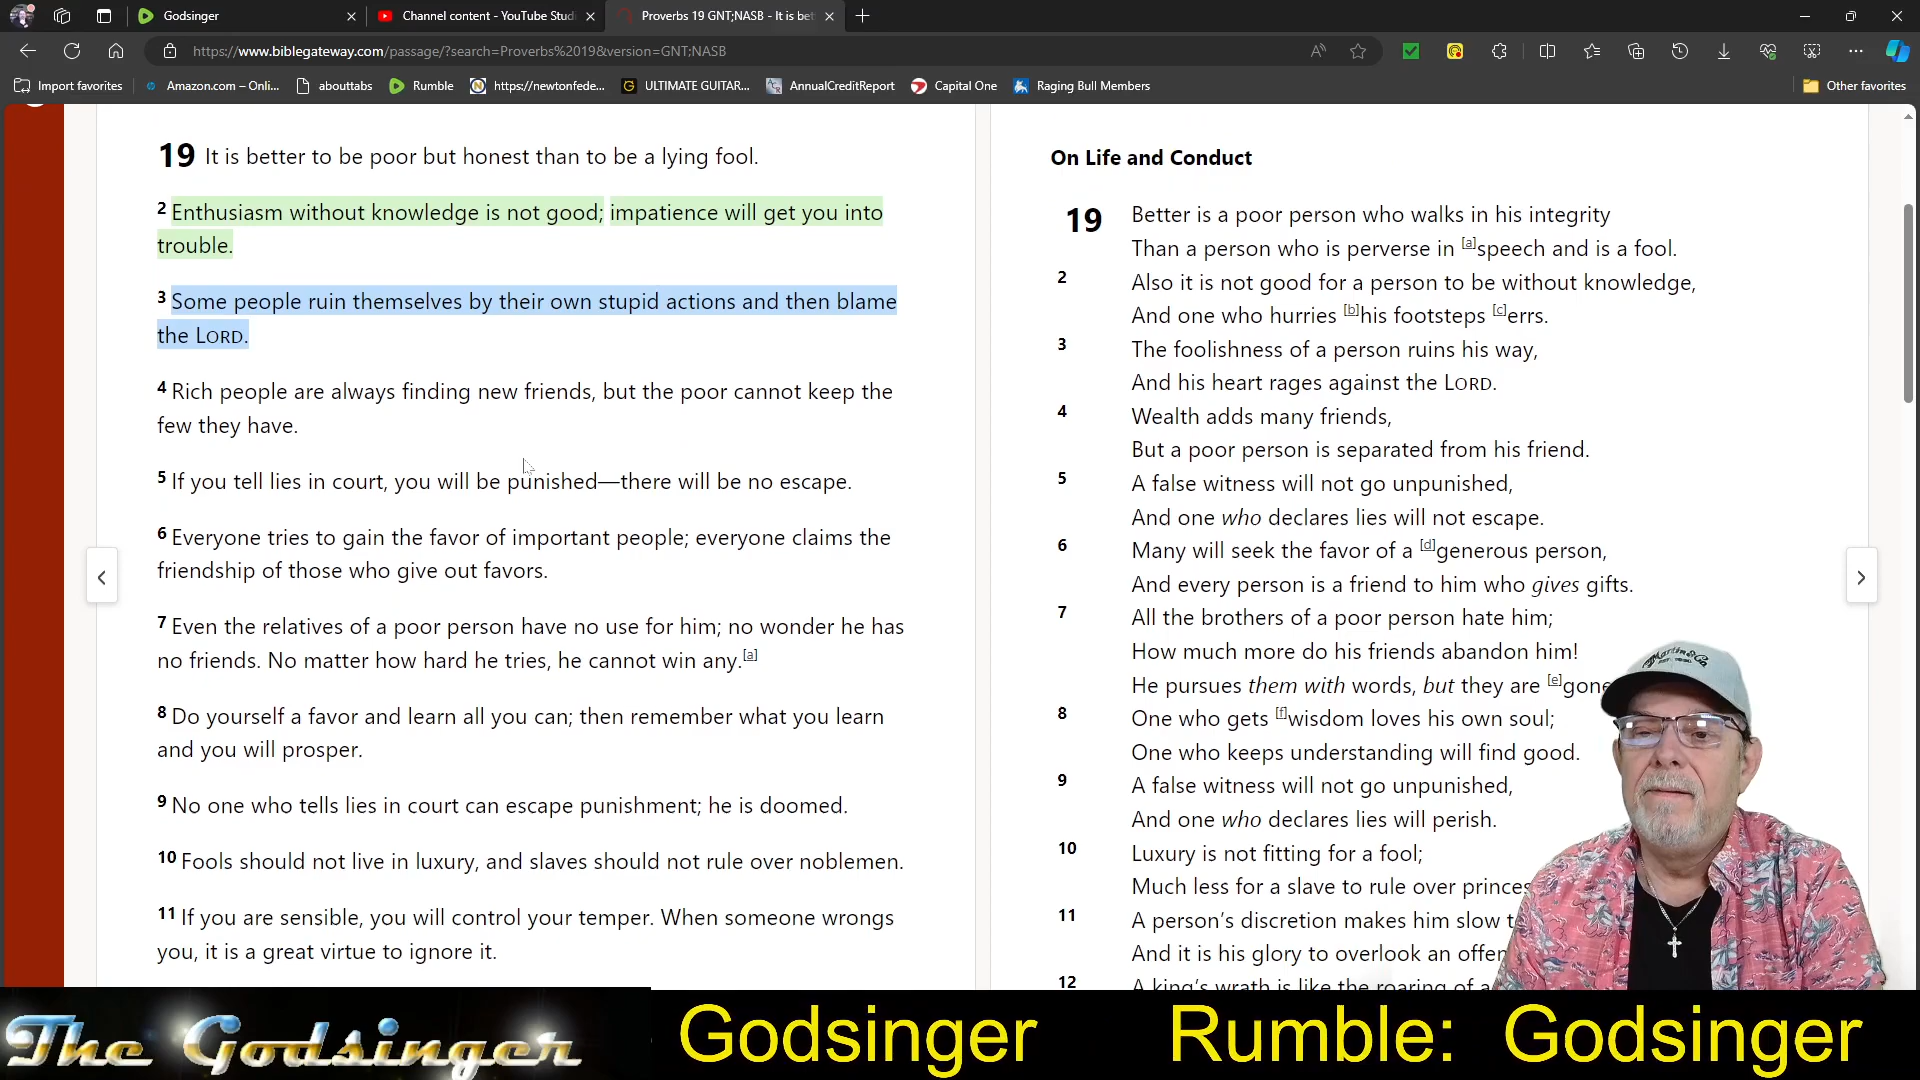 Godsinger
Channel content - YouTube Studi
Proverbs 19 GNT;NASB - It is bet
https://www.biblegateway.com/passage/?search=Proverbs%2019&version=GNT;NASB
Import favorites
Amazon.com – Onli...
abouttabs
Rumble
https://newtonfede...
ULTIMATE GUITAR...
AnnualCreditReport
Capital One
Raging Bull Members
Other favorites
19 It is better to be poor but honest than to be a lying fool.
2 Enthusiasm without knowledge is not good; impatience will get you into
trouble.
3 Some people ruin themselves by their own stupid actions and then blame
the LORD.
4 Rich people are always finding new friends, but the poor cannot keep the
few they have.
5 If you tell lies in court, you will be punished—there will be no escape.
6 Everyone tries to gain the favor of important people; everyone claims the
friendship of those who give out favors.
7 Even the relatives of a poor person have no use for him; no wonder he has
no friends. No matter how hard he tries, he cannot win any.[a]
8 Do yourself a favor and learn all you can; then remember what you learn
and you will prosper.
9 No one who tells lies in court can escape punishment; he is doomed.
10 Fools should not live in luxury, and slaves should not rule over noblemen.
11 If you are sensible, you will control your temper. When someone wrongs
you, it is a great virtue to ignore it.
On Life and Conduct
19 Better is a poor person who walks in his integrity
Than a person who is perverse in [a]speech and is a fool.
2 Also it is not good for a person to be without knowledge,
And one who hurries [b]his footsteps [c]errs.
3 The foolishness of a person ruins his way,
And his heart rages against the LORD.
4 Wealth adds many friends,
But a poor person is separated from his friend.
5 A false witness will not go unpunished,
And one who declares lies will not escape.
6 Many will seek the favor of a [d]generous person,
And every person is a friend to him who gives gifts.
7 All the brothers of a poor person hate him;
How much more do his friends abandon him!
He pursues them with words, but they are [e]gone
8 One who gets [f]wisdom loves his own soul;
One who keeps understanding will find good.
9 A false witness will not go unpunished,
And one who declares lies will perish.
10 Luxury is not fitting for a fool;
Much less for a slave to rule over princes
11 A person's discretion makes him slow t
And it is his glory to overlook an offen
12 A king's wrath is like the roaring of a
Martin & Co
The Godsinger
Godsinger
Rumble: Godsinger